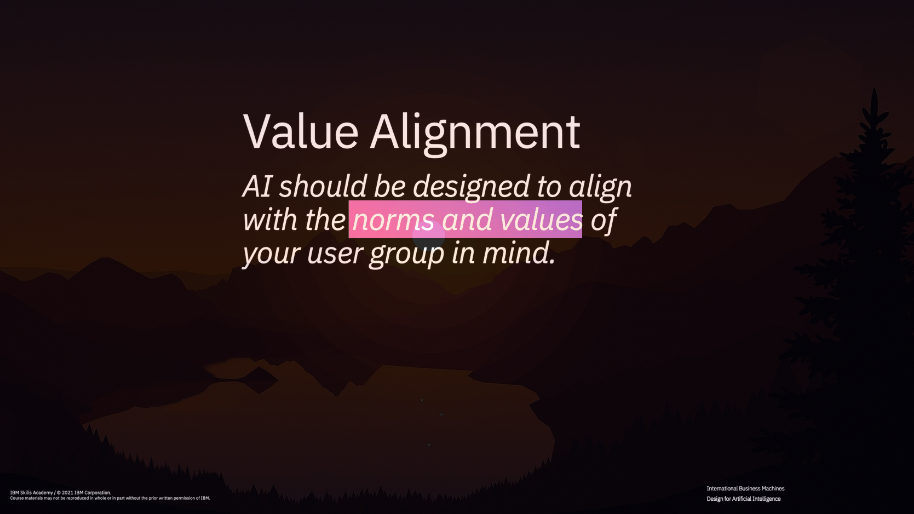 Value Alignment
AI should be designed to align
with the norms and values of
your user group in mind.
IBM Skills Academy / © 2021 IBM Corporation.
Course materials may not be reproduced in whole or in part without the prior written permission of IBM.
International Business Machines
Design for Artificial Intelligence